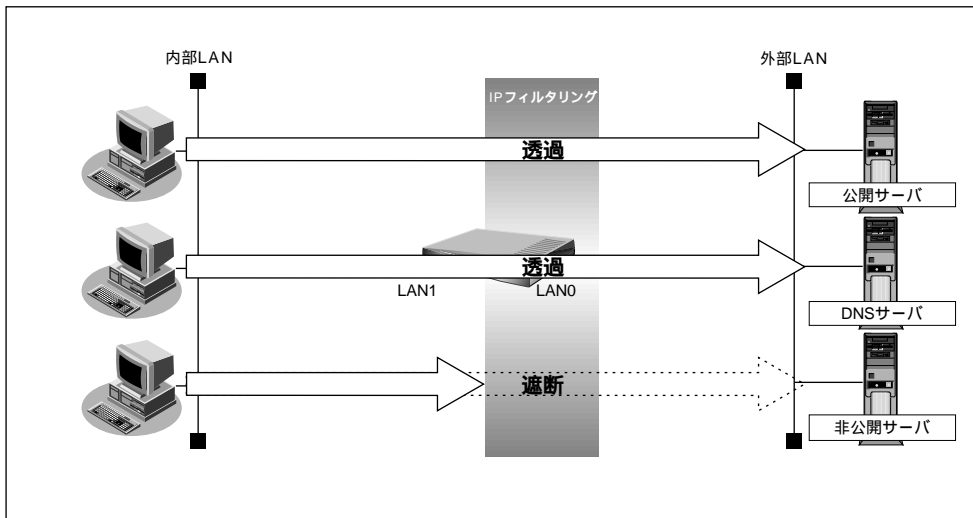 内部LAN
外部LAN
IPフィルタリング
透過
公開サーバ
透過
LAN1
LAN0
DNSサーバ
遮断
非公開サーバ